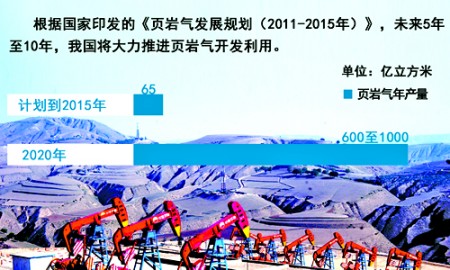 根据国家印发的《页岩气发展规划（2011-2015年）》，未来5年
至10年，我国将大力推进页岩气开发利用。
单位：亿立方米
页岩气年产量
65
计划到2015年
600至1000
2020年